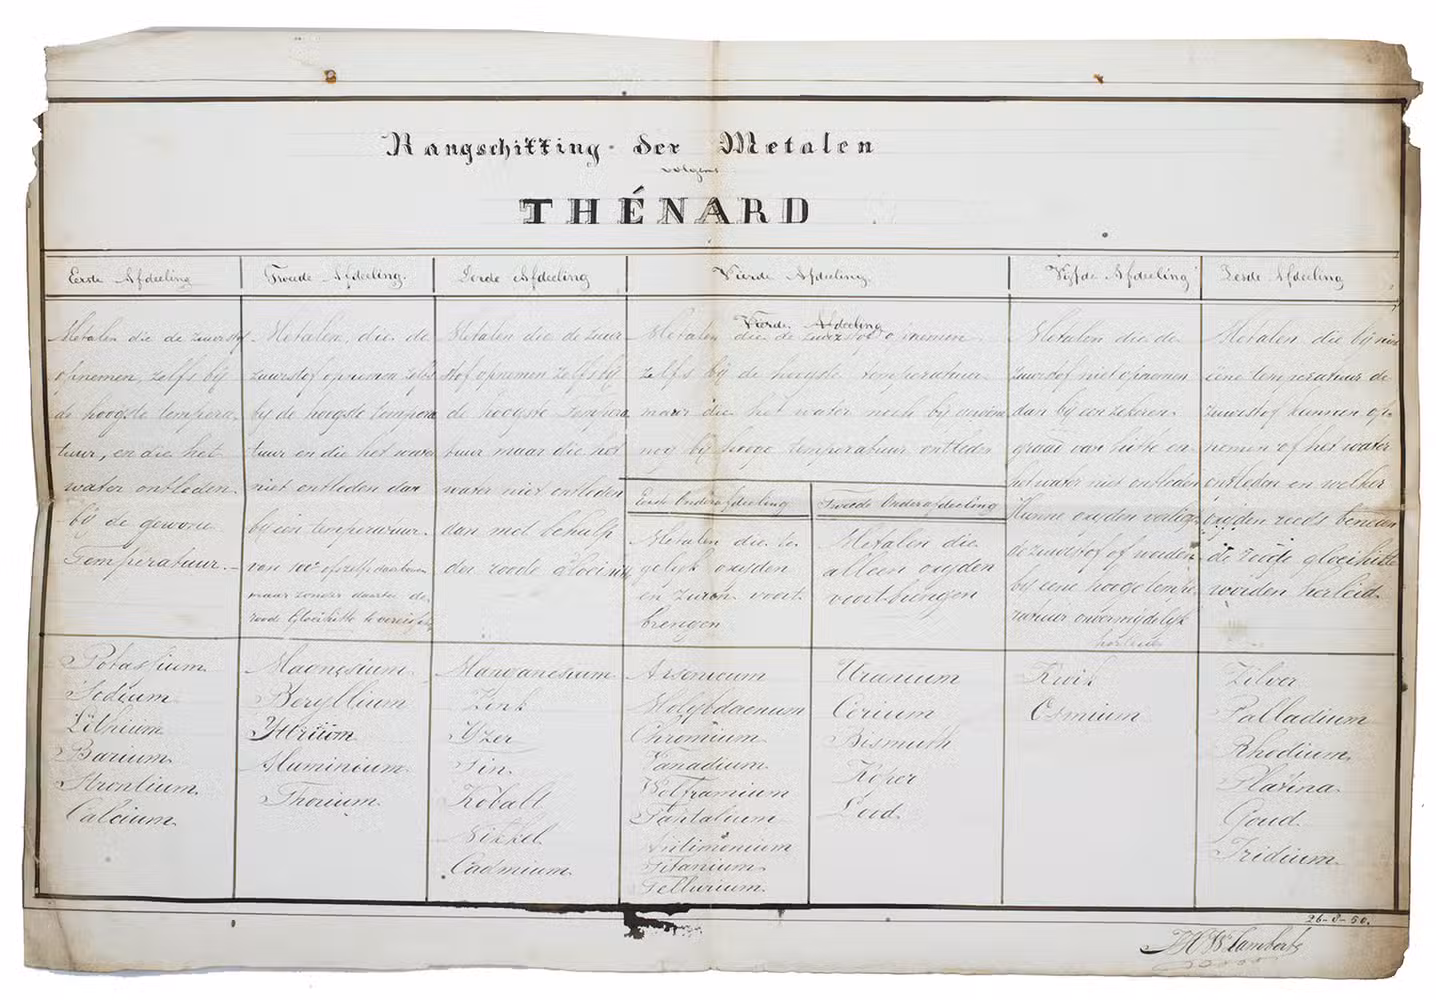 Rangschikking der Metalen
volgens
THÉNARD
Eerste Afdeeling
Tweede Afdeeling.
Derde Afdeeling
Vierde Afdeeling.
Vijfde Afdeeling
Zesde Afdeeling
Metalen die de zuurstof
opnemen, zelfs bij
de hoogste tempera
tuur, en die het
water ontleden
bij de gewone
Temperatuur.
Metalen, die de
zuurstof opnemen zelfs
bij de hoogste tempera
tuur en die het water
niet ontleden dan
bij een temperatuur
van 100° of zelfs daarboven
maar zonder daartoe de
roode Gloeihitte te vereischen
Metalen die de zuur
stof opnemen zelfs bij
de hoogste Tempera
tuur maar die het
water niet ontleden
dan met behulp
der roode
Vierde Afdeeling
Metalen die de zuurstof opnemen
zelfs bij de hoogste temperatuur
maar die het water noch bij gewone
nog bij hooge temperatuur ontleden
Eerste Onderafdeeling
Tweede Onderafdeeling
Metalen die te
gelijk oxyden
en zuren voort
brengen
Metalen die
alleen oxyden
voortbrengen
Metalen die de
zuurstof niet opnemen
dan bij een zekeren
graad van hitte en
het water niet ontleden
Hunne oxyden
de zuurstof of worden
bij eene hooge tempe
ratuur onvermijdelijk
herleid
Metalen die bij
eene temperatuur de
zuurstof kunnen op
nemen of het water
ontleden en welker
oxyden reeds beneden
de roode gloeihitte
worden herleid
Potassium
Sodium
Lithium
Barium
Strontium
Calcium
Magnesium
Beryllium
Yttrium
Aluminium
Thorium
Manganesium
Zink
Yzer
Tin
Kobalt
Nikkel
Cadmium
Arsenicum
Molybdaenum
Chromium
Vanadium
Wolframium
Tantalium
Antimonium
Titanium
Tellurium
Uranium
Cerium
Bismuth
Koper
Lood
Kwik
Osmium
Zilver
Palladium
Rhodium
Platina
Goud
Iridium
26-8-50.
Lamberts